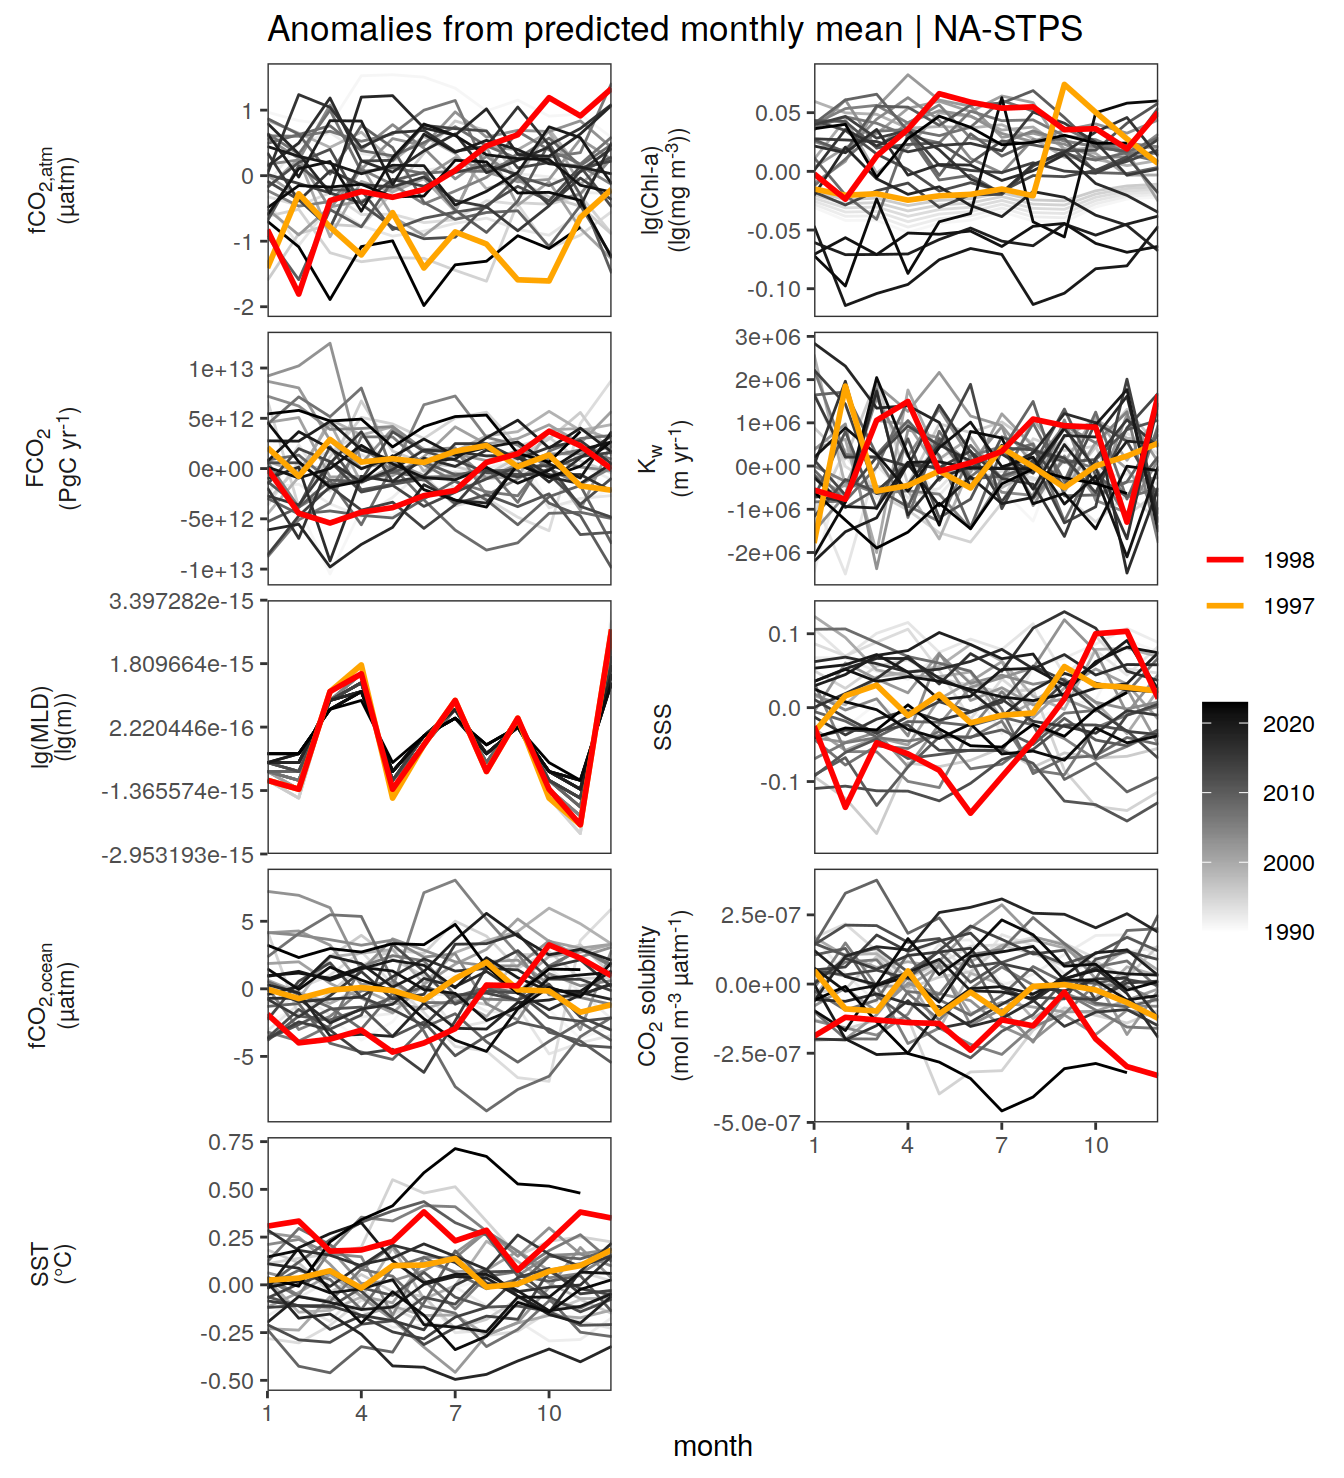 Anomalies from predicted monthly mean | NA-STPS
fCO2,atm
(µatm)
1
0
-1
-2
lg(Chl-a)
(lg(mg m-3))
0.05
0.00
-0.05
-0.10
FCO2
(PgC yr-1)
1e+13
5e+12
0e+00
-5e+12
-1e+13
Kw
(m yr-1)
3e+06
2e+06
1e+06
0e+00
-1e+06
-2e+06
lg(MLD)
(lg(m))
3.397282e-15
1.809664e-15
2.220446e-16
-1.365574e-15
-2.953193e-15
SSS
0.1
0.0
-0.1
fCO2,ocean
(µatm)
5
0
-5
CO2 solubility
(mol m-3 µatm-1)
2.5e-07
0.0e+00
-2.5e-07
-5.0e-07
1 4 7 10
SST
(°C)
0.75
0.50
0.25
0.00
-0.25
-0.50
1 4 7 10
month
1998
1997
2020
2010
2000
1990